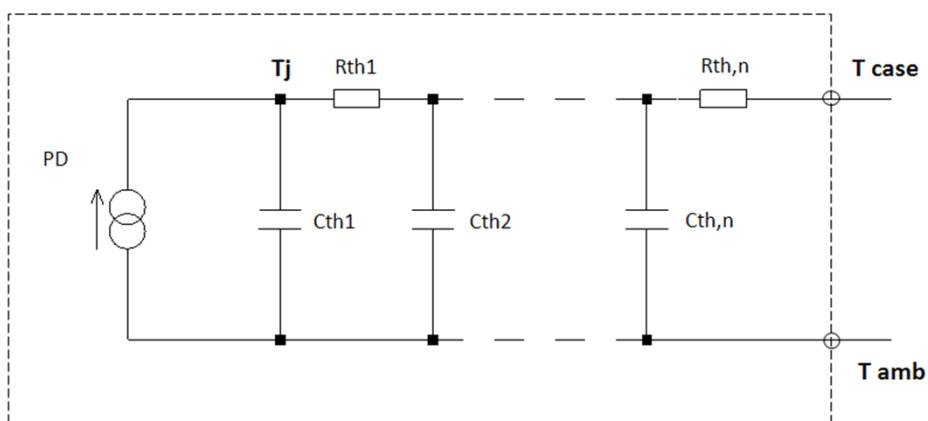 Tj
Rth1
Rth,n
T case
PD
Cth1
Cth2
Cth,n
T amb